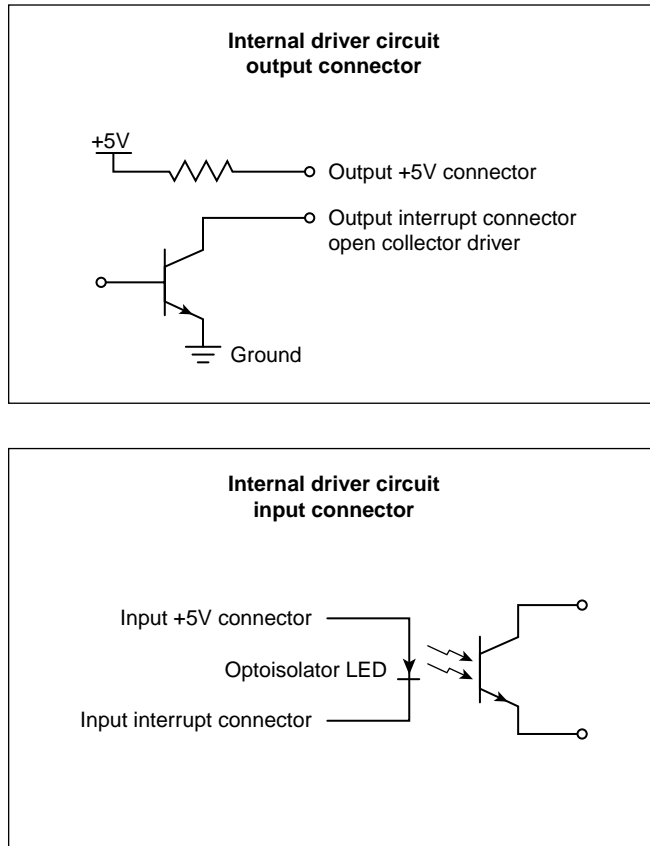 Internal driver circuit
output connector
+5V
Output +5V connector
Output interrupt connector
open collector driver
Ground
Internal driver circuit
input connector
Input +5V connector
Optoisolator LED
Input interrupt connector